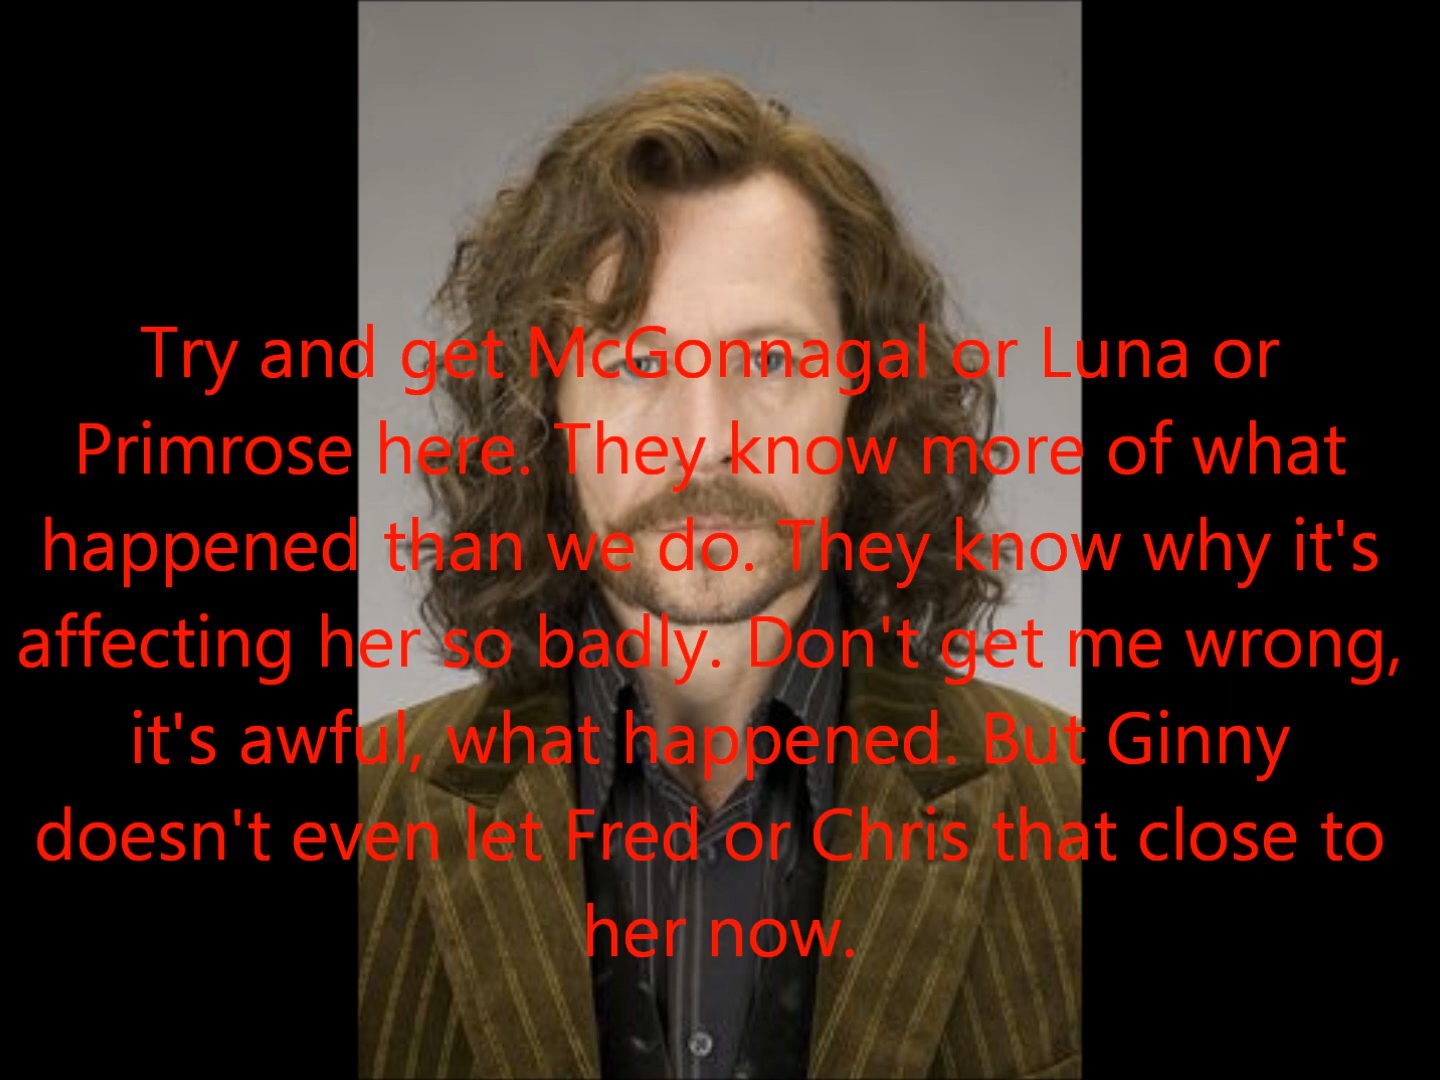 Try and get McGonnagal or Luna or
Primrose here. They know more of what
happened than we do. They know why it's
affecting her so badly. Don't get me wrong,
it's awful, what happened. But Ginny
doesn't even let Fred or Chris that close to
her now.